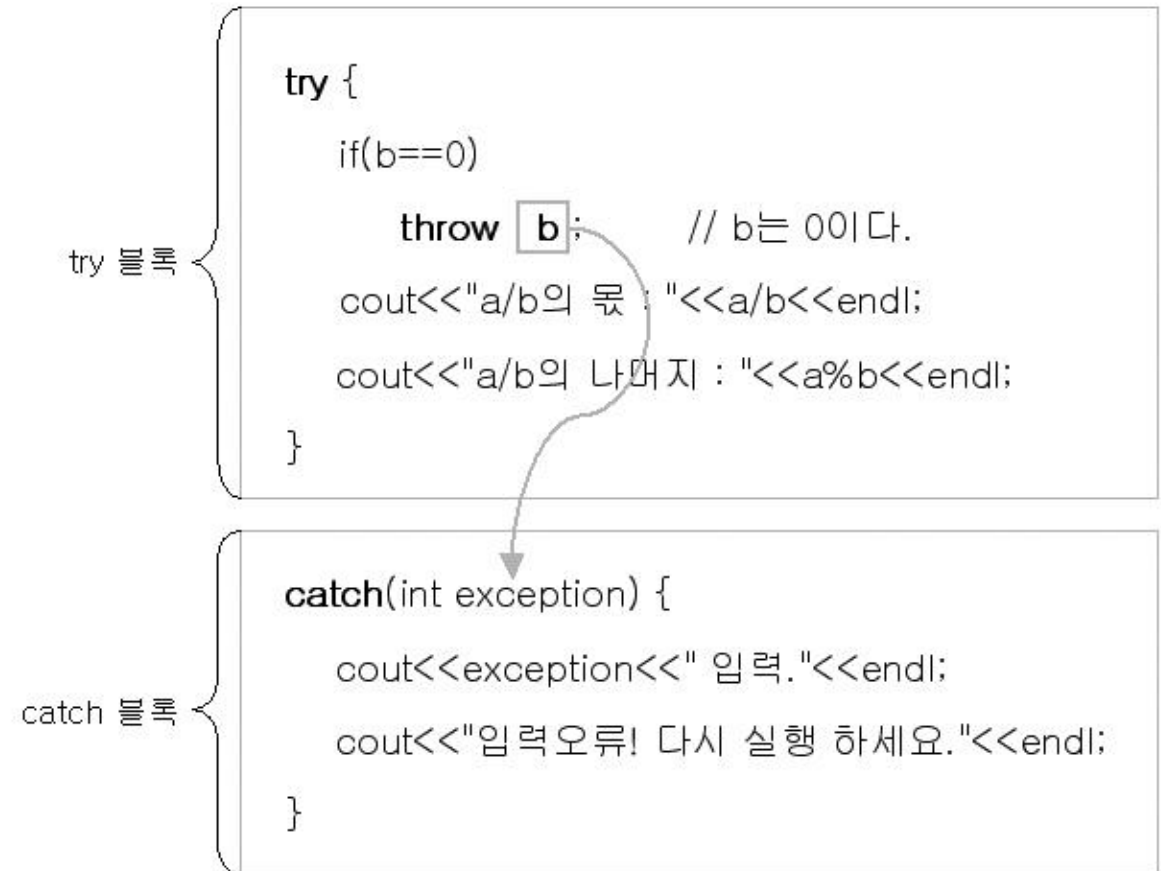 try {
if(b==0)
throw b ; // b는 0이다.
try 블록
cout<<"a/b의 몫 : "<<a/b<<endl;
cout<<"a/b의 나머지 : "<<a%b<<endl;
}
catch(int exception) {
cout<<exception<<" 입력."<<endl;
catch 블록
cout<<"입력오류! 다시 실행 하세요."<<endl;
}